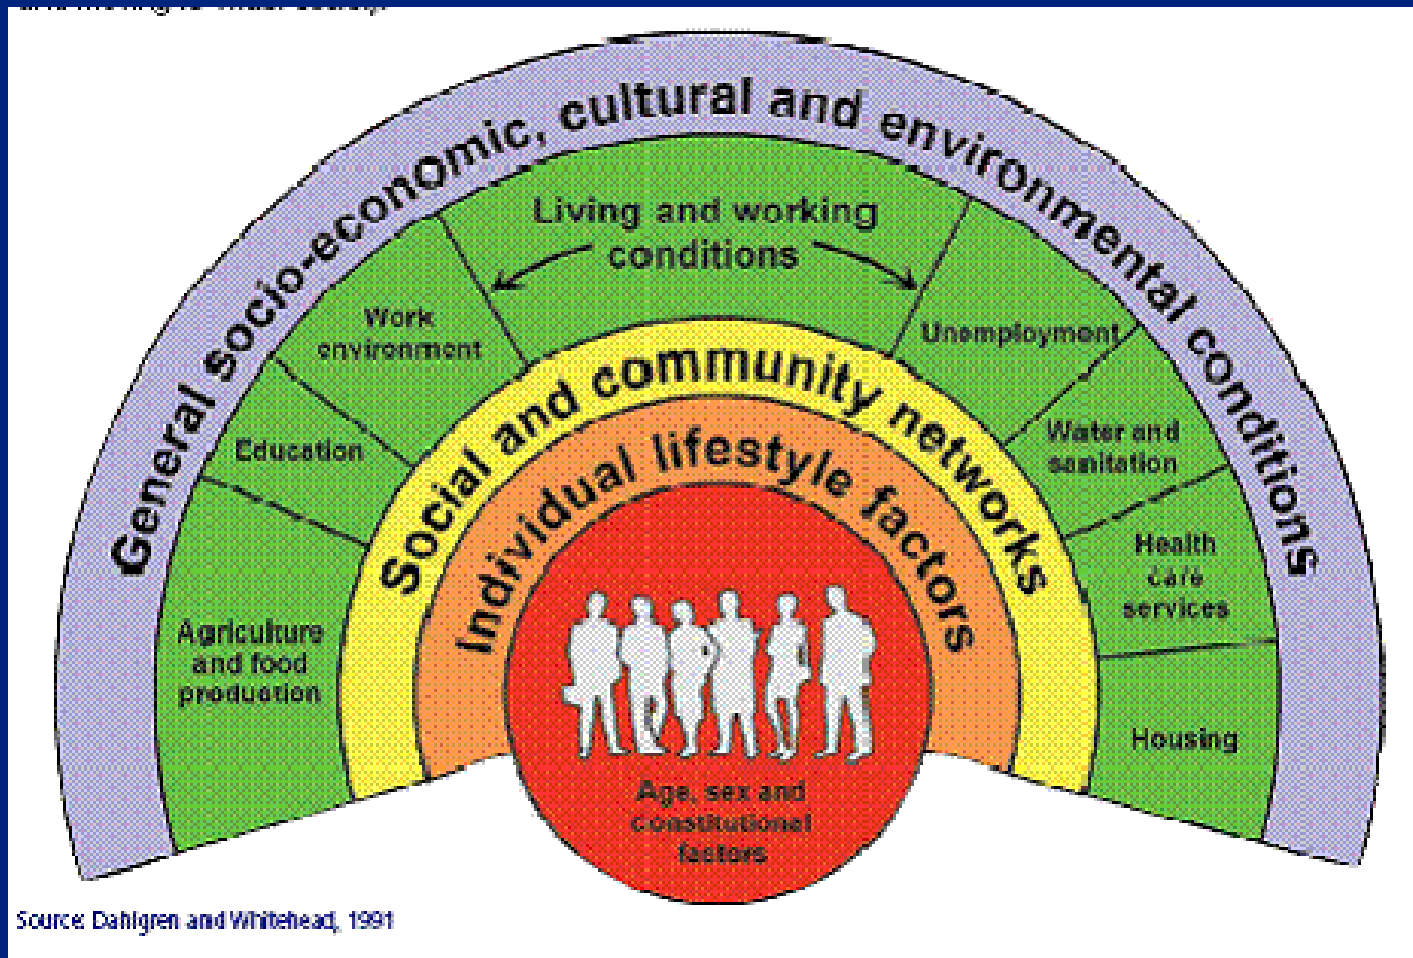 General socio-economic, cultural and environmental conditions
Living and working
conditions
Work
environment
Unemployment
Education
Water and
sanitation
Health
care
services
Agriculture
and food
production
Housing
Social and community networks
Individual lifestyle factors
Age, sex and
constitutional
factors
Source: Dahlgren and Whitehead, 1991